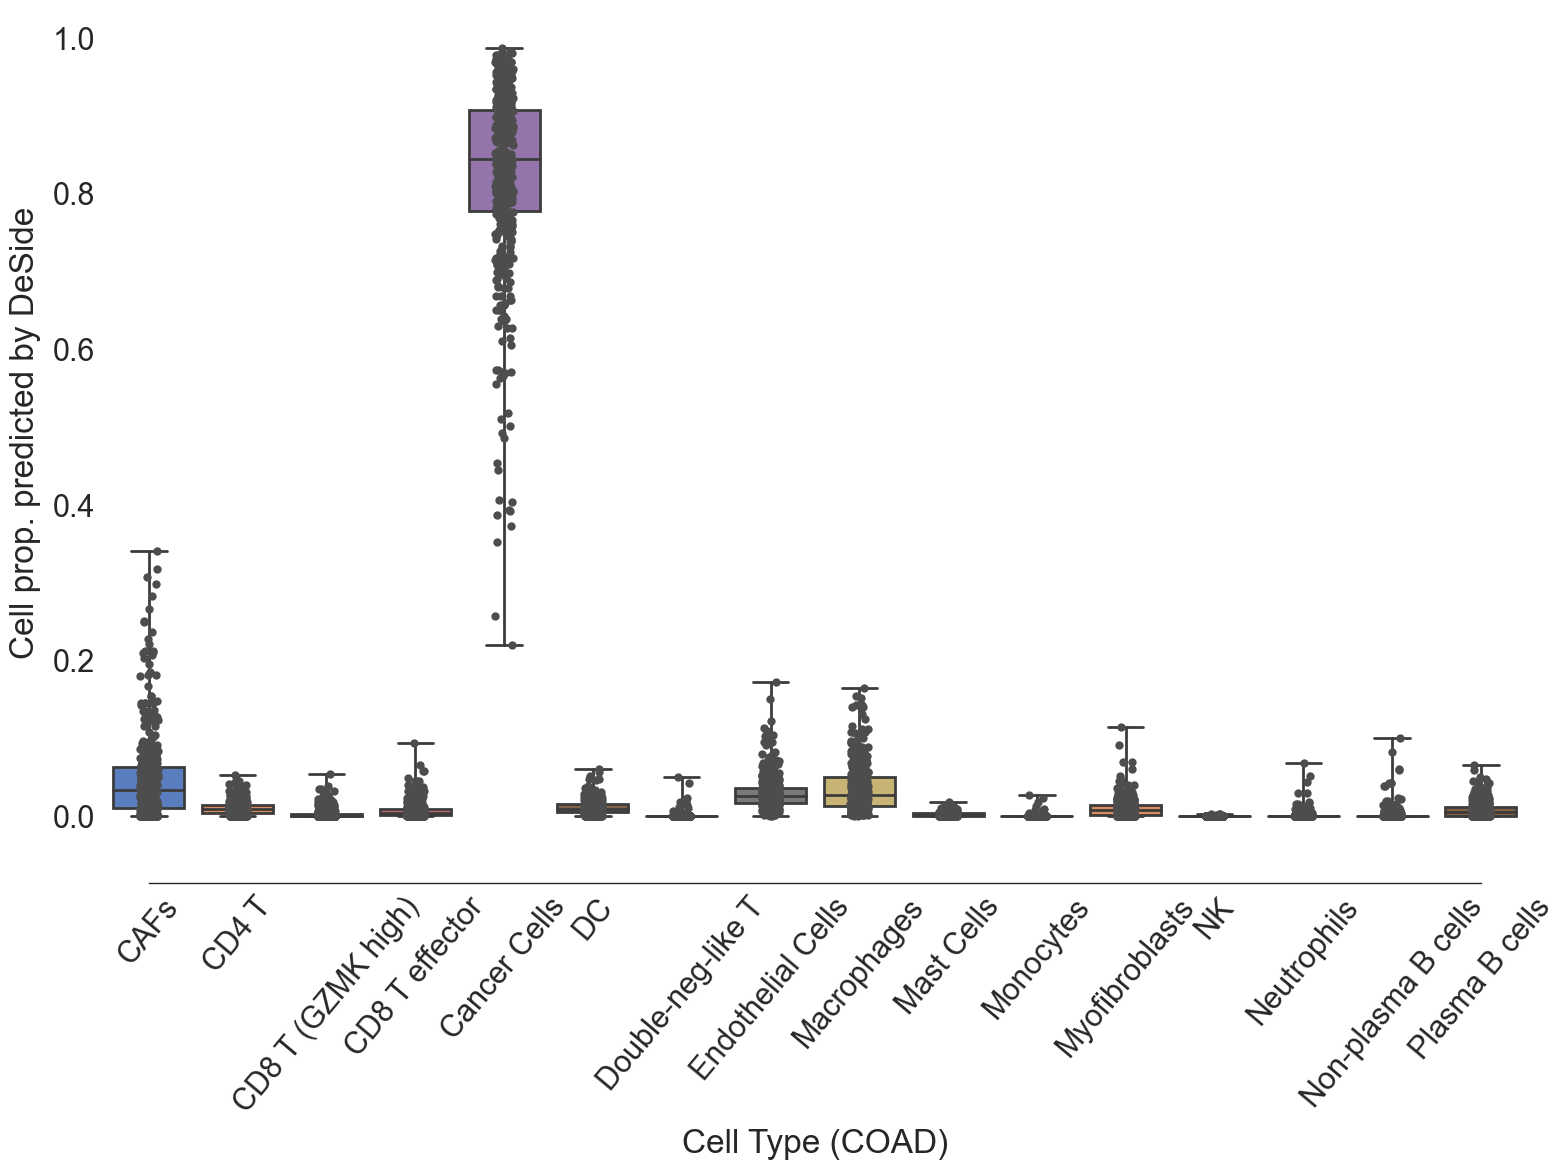 Cell prop. predicted by DeSide
1.0
0.8
0.6
0.4
0.2
0.0
CAFs
CD4 T
CD8 T (GZMK high)
CD8 T effector
Cancer Cells
DC
Double-neg-like T
Endothelial Cells
Macrophages
Mast Cells
Monocytes
Myofibroblasts
NK
Neutrophils
Non-plasma B cells
Plasma B cells
Cell Type (COAD)